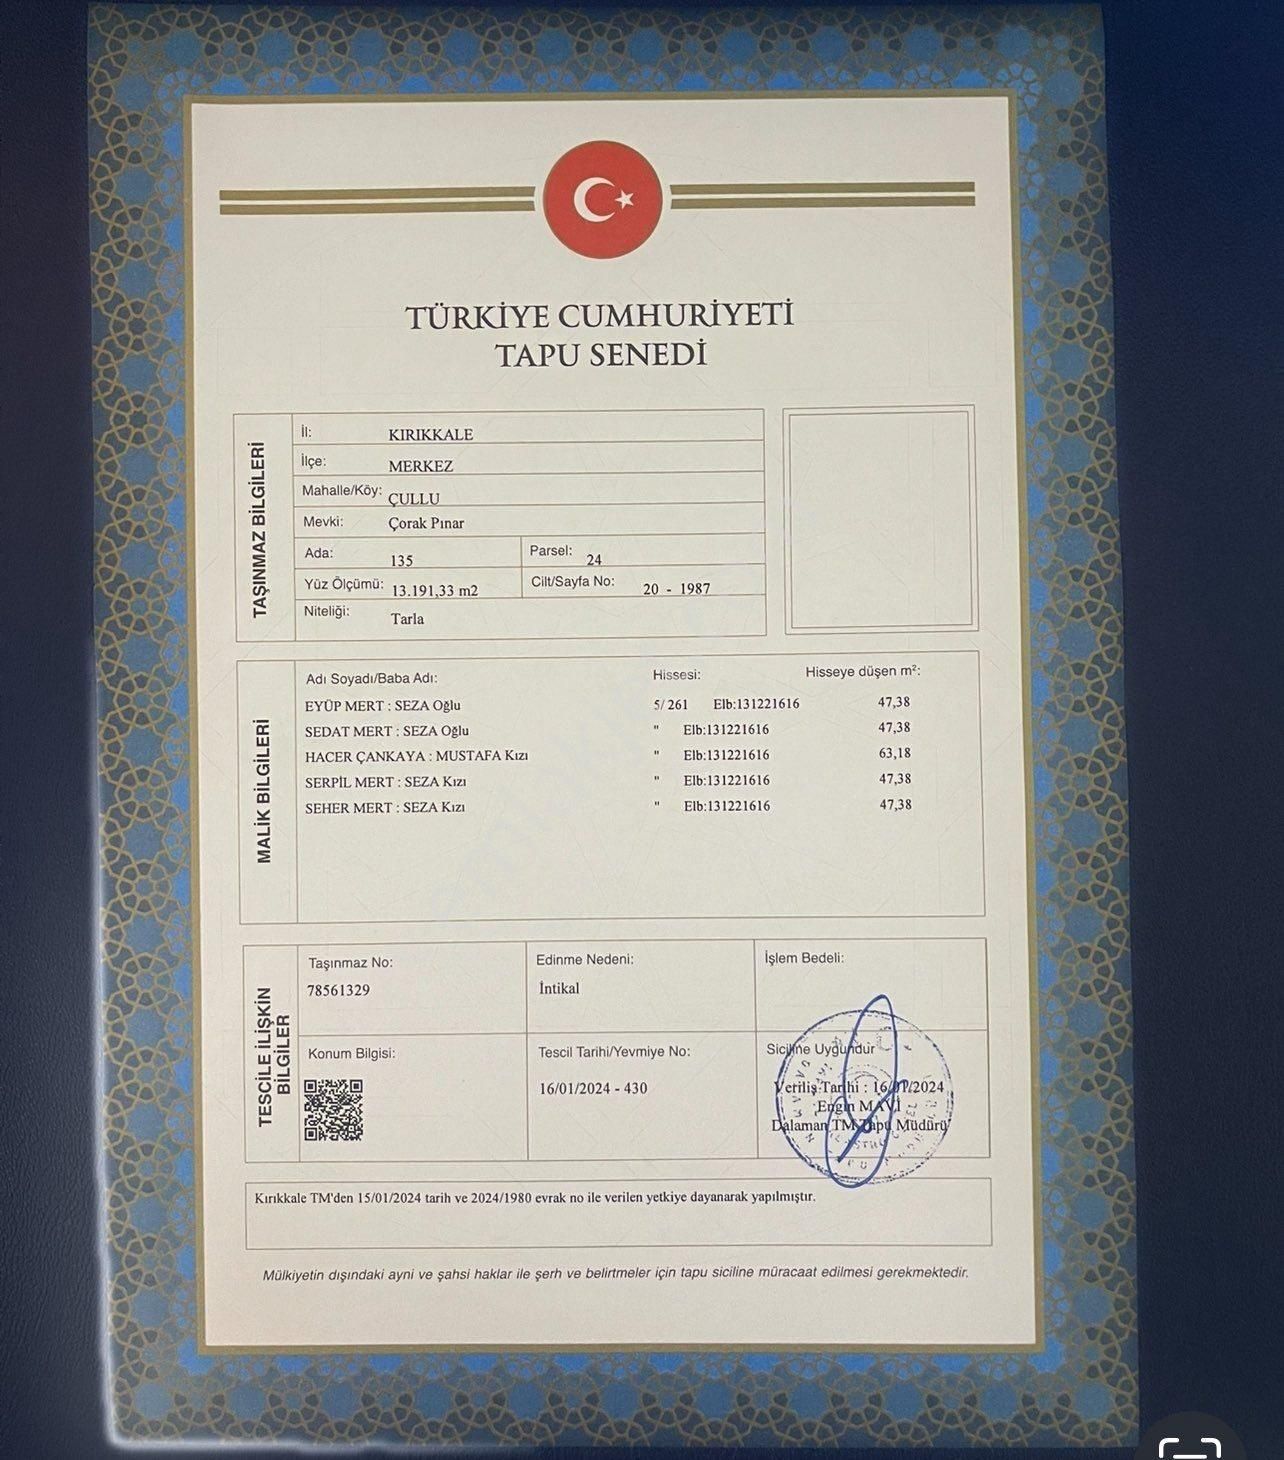 TÜRKİYE CUMHURİYETİ
TAPU SENEDİ
TAŞINMAZ BİLGİLERİ
İl: KIRIKKALE
İlçe: MERKEZ
Mahalle/Köy: ÇULLU
Mevki: Çorak Pınar
Ada: 135 Parsel: 24
Yüz Ölçümü: 13.191,33 m2 Cilt/Sayfa No: 20 - 1987
Niteliği: Tarla
MALİK BİLGİLERİ
Adı Soyadı/Baba Adı: Hissesi: Hisseye düşen m²:
EYÜP MERT : SEZA Oğlu 5/ 261 Elb:131221616 47,38
SEDAT MERT : SEZA Oğlu " Elb:131221616 47,38
HACER ÇANKAYA : MUSTAFA Kızı " Elb:131221616 63,18
SERPİL MERT : SEZA Kızı " Elb:131221616 47,38
SEHER MERT : SEZA Kızı " Elb:131221616 47,38
TESCİLE İLİŞKİN
BİLGİLER
Taşınmaz No: Edinme Nedeni: İşlem Bedeli:
78561329 İntikal
Konum Bilgisi: Tescil Tarihi/Yevmiye No: Siciline Uygundur
16/01/2024 - 430 Veriliş Tarihi : 16/01/2024
Engin MAVİ
Dalaman TM Tapu Müdürü
Kırıkkale TM'den 15/01/2024 tarih ve 2024/1980 evrak no ile verilen yetkiye dayanarak yapılmıştır.
Mülkiyetin dışındaki ayni ve şahsi haklar ile şerh ve belirtmeler için tapu siciline müracaat edilmesi gerekmektedir.